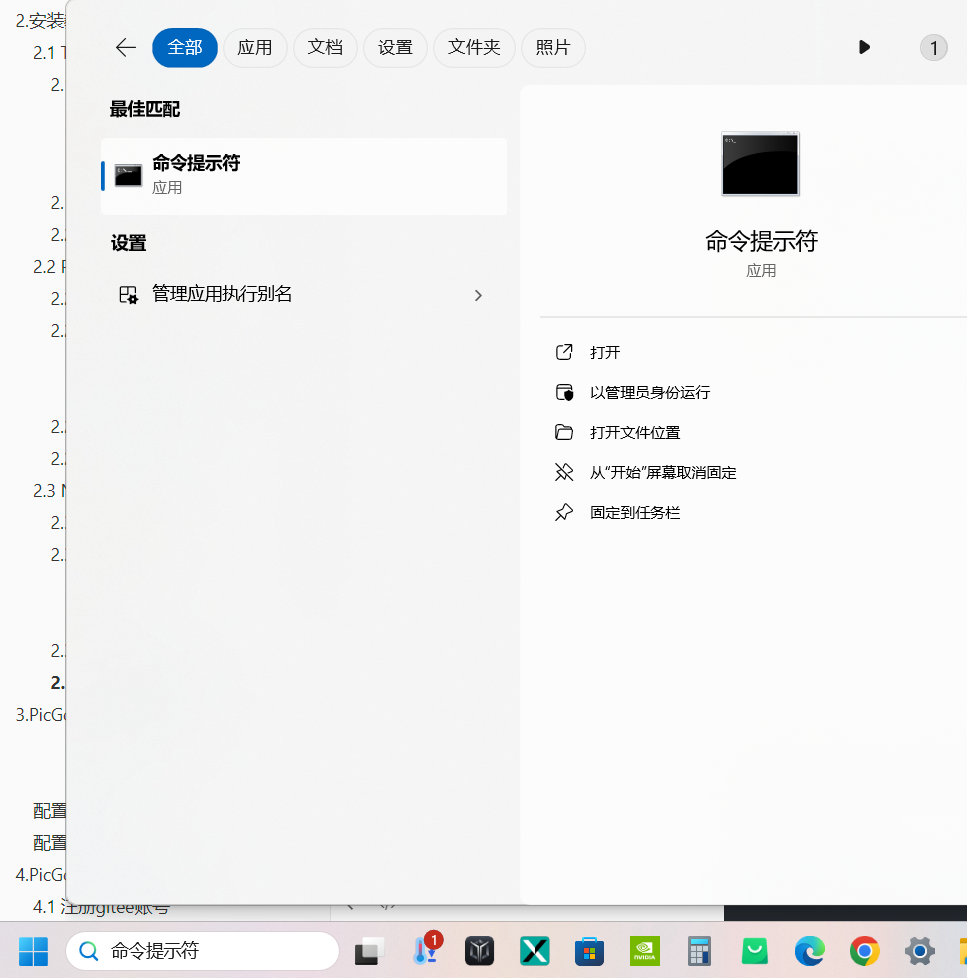 2.安装
全部 应用 文档 设置 文件夹 照片 1
2.1
2.
最佳匹配
命令提示符
应用
2.
2.
设置
2.2
管理应用执行别名
2.
2.
2.
2.
2.3
2.
2.
2.
2.
3.PicG
配置
配置
4.PicG
4.1 注册gitee账号
命令提示符
应用
打开
以管理员身份运行
打开文件位置
从“开始”屏幕取消固定
固定到任务栏
命令提示符
1
NVIDIA